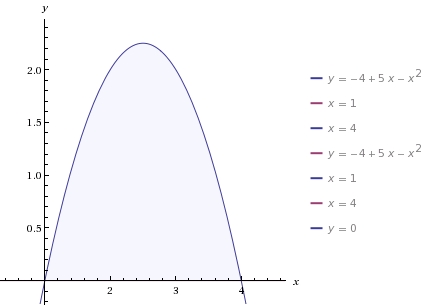 y
2.0
1.5
1.0
0.5
2
3
4
x
y = −4 + 5 x − x²
x = 1
x = 4
y = −4 + 5 x − x²
x = 1
x = 4
y = 0